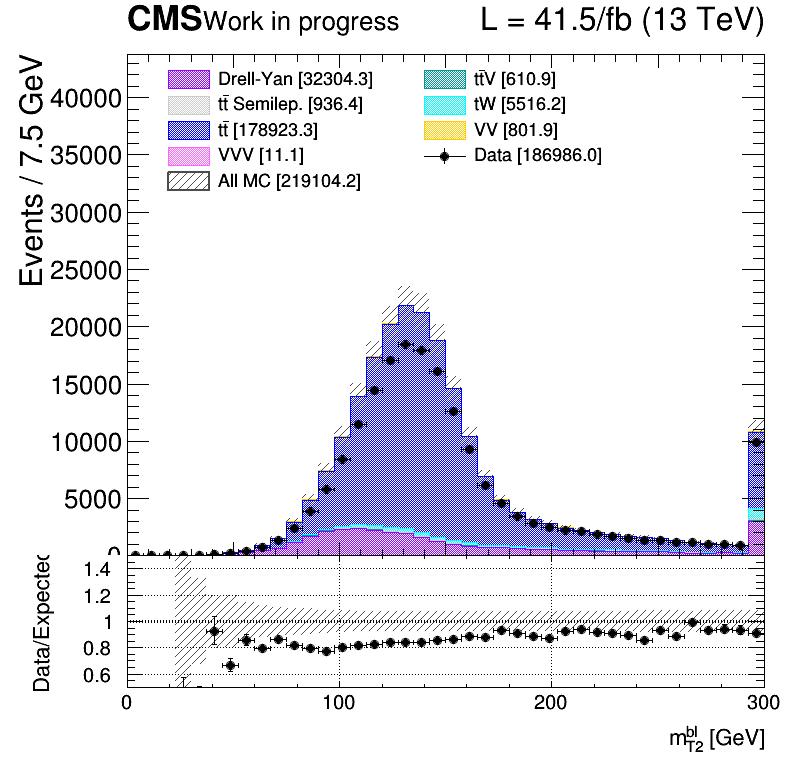 CMS Work in progress L = 41.5/fb (13 TeV)
Events / 7.5 GeV
Drell-Yan [32304.3]
tt̄ Semilep. [936.4]
tt̄ [178923.3]
VVV [11.1]
All MC [219104.2]
tt̄V [610.9]
tW [5516.2]
VV [801.9]
Data [186986.0]
40000
35000
30000
25000
20000
15000
10000
5000
0
Data/Expected
1.4
1.2
1
0.8
0.6
0 100 200 300
m_{T2}^{bl} [GeV]